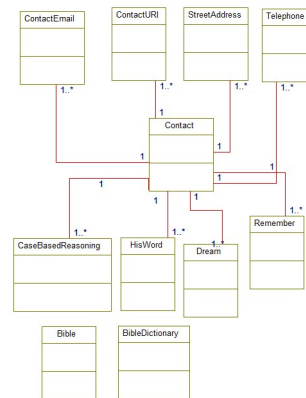 ContactEmail
ContactURI
StreetAddress
Telephone
1..*
1..*
1..*
1..*
1
Contact
1
1
1
1
1
1
1
1
1..*
1..*
1..*
1..*
CaseBasedReasoning
HisWord
Dream
Remember
Bible
BibleDictionary